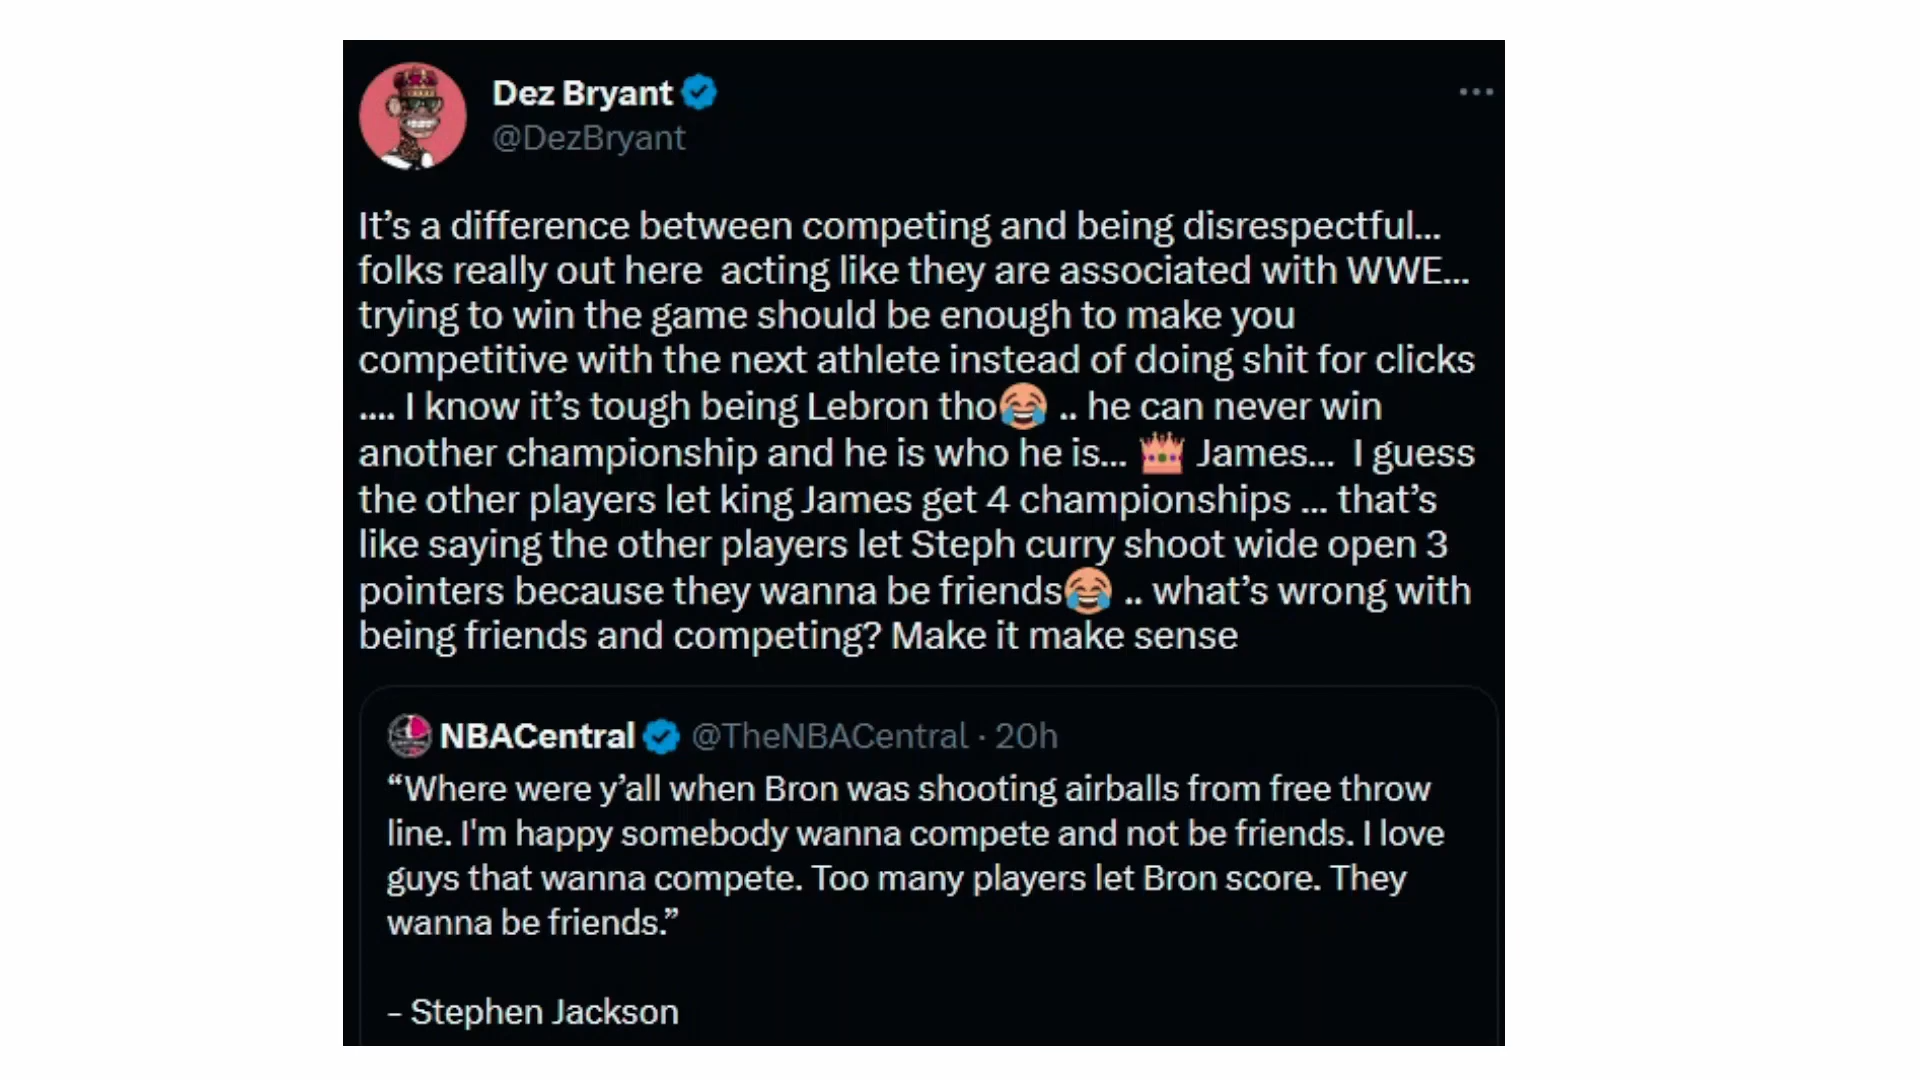 Dez Bryant
@DezBryant
It’s a difference between competing and being disrespectful...
folks really out here  acting like they are associated with WWE...
trying to win the game should be enough to make you
competitive with the next athlete instead of doing shit for clicks
.... I know it’s tough being Lebron tho😂 .. he can never win
another championship and he is who he is... 👑 James...  I guess
the other players let king James get 4 championships ... that’s
like saying the other players let Steph curry shoot wide open 3
pointers because they wanna be friends😂 .. what’s wrong with
being friends and competing? Make it make sense
NBACentral @TheNBACentral · 20h
“Where were y’all when Bron was shooting airballs from free throw
line. I'm happy somebody wanna compete and not be friends. I love
guys that wanna compete. Too many players let Bron score. They
wanna be friends.”
– Stephen Jackson